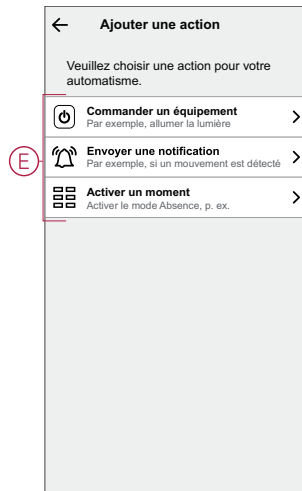 Ajouter une action
Veuillez choisir une action pour votre
automatisme.
Commander un équipement
Par exemple, allumer la lumière
E
Envoyer une notification
Par exemple, si un mouvement est détecté
Activer un moment
Activer le mode Absence, p. ex.